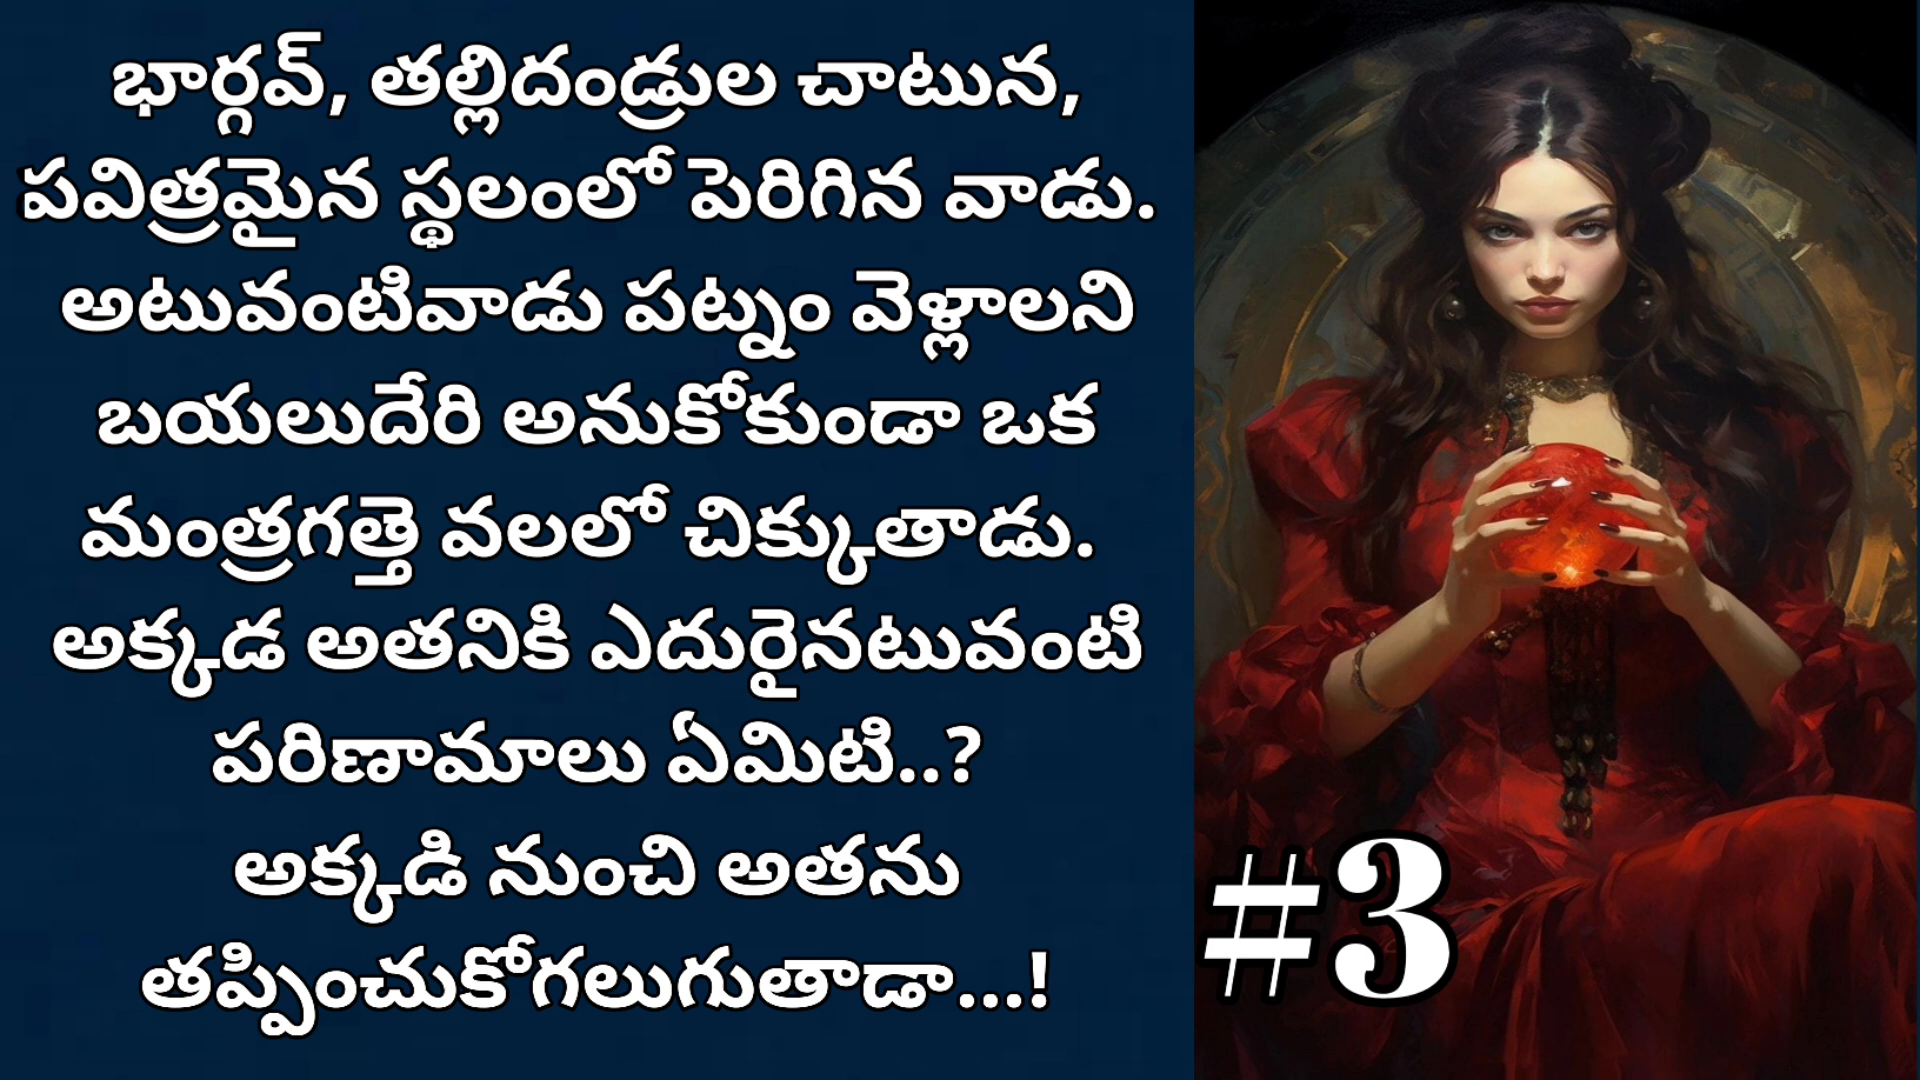 భార్గవ్, తల్లిదండ్రుల చాటున,
పవిత్రమైన స్థలంలో పెరిగిన వాడు.
అటువంటివాడు పట్నం వెళ్లాలని
బయలుదేరి అనుకోకుండా ఒక
మంత్రగత్తె వలలో చిక్కుతాడు.
అక్కడ అతనికి ఎదురైనటువంటి
పరిణామాలు ఏమిటి..?
అక్కడి నుంచి అతను
తప్పించుకోగలుగుతాడా...!
#3